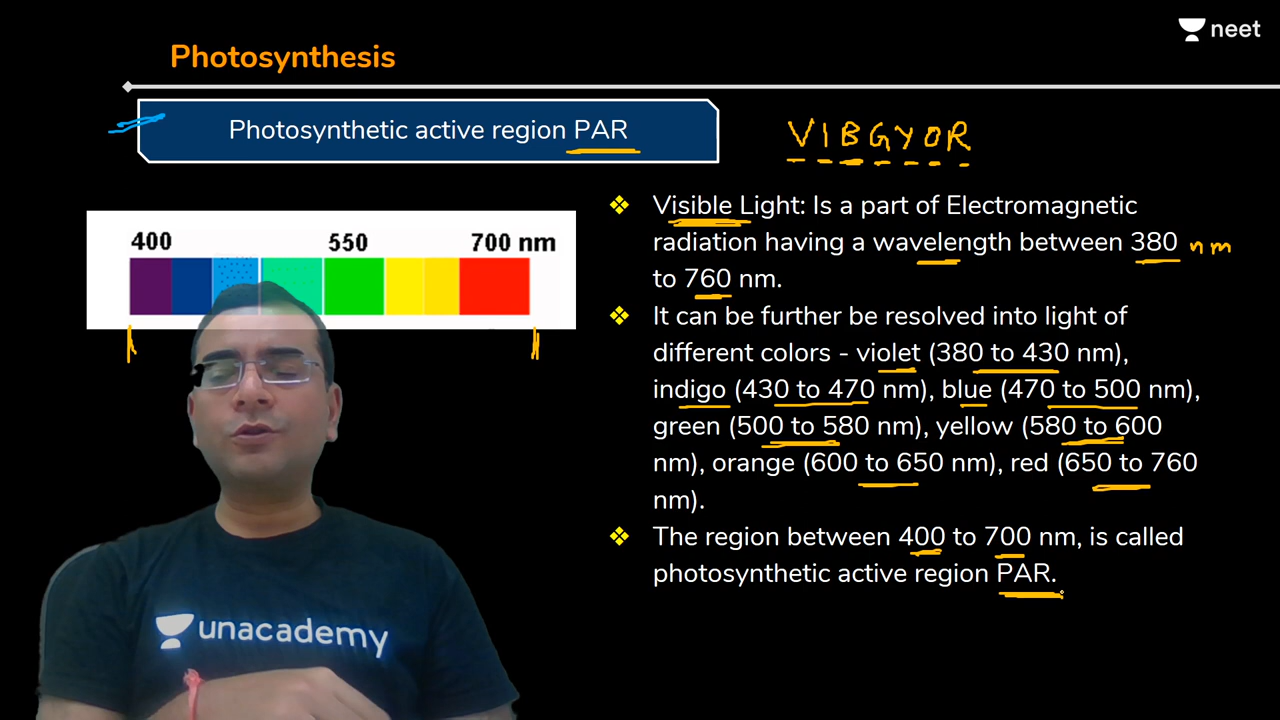 neet
Photosynthesis
Photosynthetic active region PAR
VIBGYOR
400 550 700 nm
❖ Visible Light: Is a part of Electromagnetic
radiation having a wavelength between 380 nm
to 760 nm.
❖ It can be further be resolved into light of
different colors - violet (380 to 430 nm),
indigo (430 to 470 nm), blue (470 to 500 nm),
green (500 to 580 nm), yellow (580 to 600
nm), orange (600 to 650 nm), red (650 to 760
nm).
❖ The region between 400 to 700 nm, is called
photosynthetic active region PAR.
unacademy